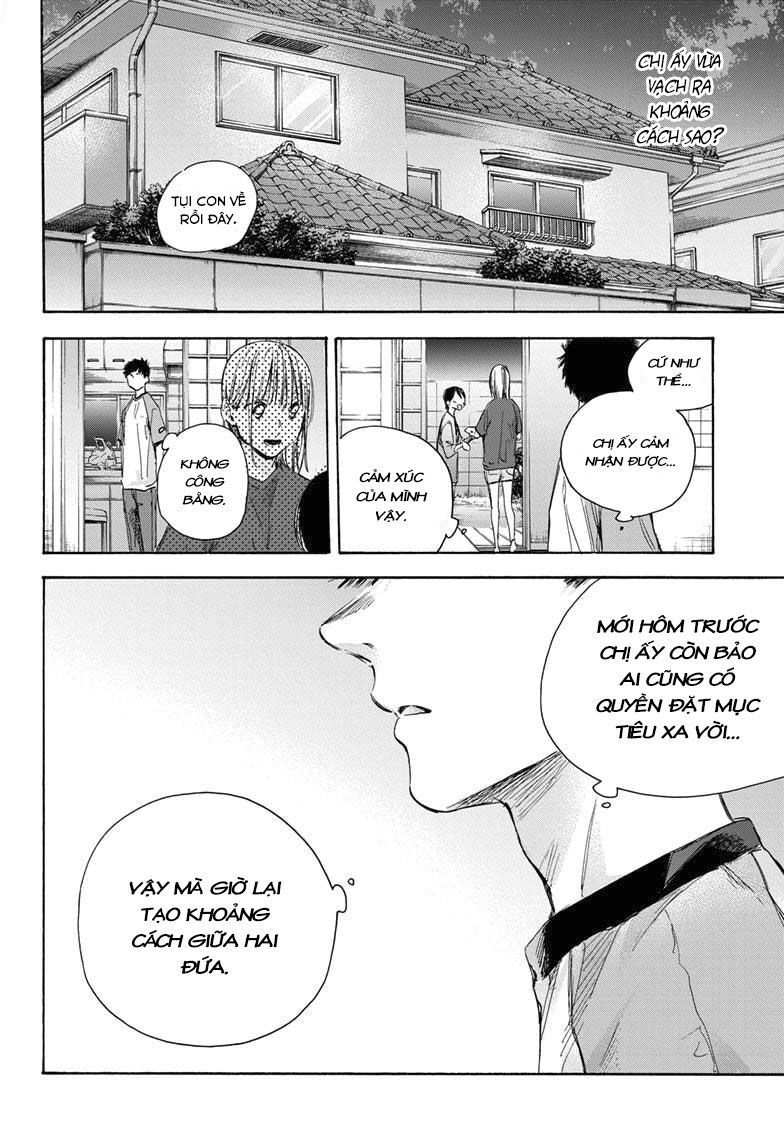 CHỊ ẤY VỪA
VẠCH RA
KHOẢNG
CÁCH SAO?
TỤI CON VỀ
RỒI ĐÂY.
CỨ NHƯ
THỂ...
CHỊ ẤY CẢM
NHẬN ĐƯỢC...
CẢM XÚC
CỦA MÌNH
VẬY.
KHÔNG
CÔNG
BẰNG.
MỚI HÔM TRƯỚC
CHỊ ẤY CÒN BẢO
AI CŨNG CÓ
QUYỀN ĐẶT MỤC
TIÊU XA VỜI...
VẬY MÀ GIỜ LẠI
TẠO KHOẢNG
CÁCH GIỮA HAI
ĐỨA.